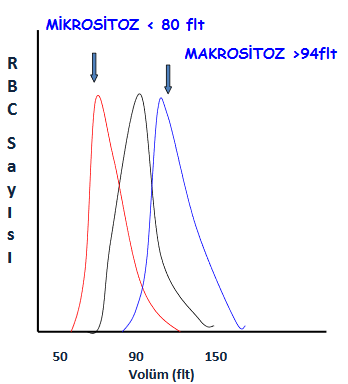 MİKROSİTOZ < 80 flt
MAKROSİTOZ >94flt
R
B
C
S
a
y
ı
s
ı
50 90 150
Volüm (flt)